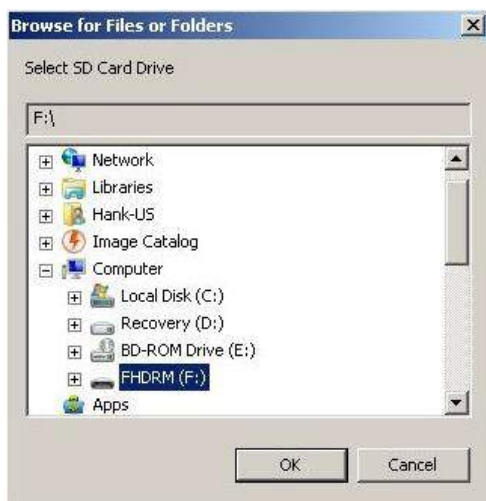 Browse for Files or Folders
Select SD Card Drive
F:\
Network
Libraries
Hank-US
Image Catalog
Computer
Local Disk (C:)
Recovery (D:)
BD-ROM Drive (E:)
FHDRM (F:)
Apps
OK Cancel